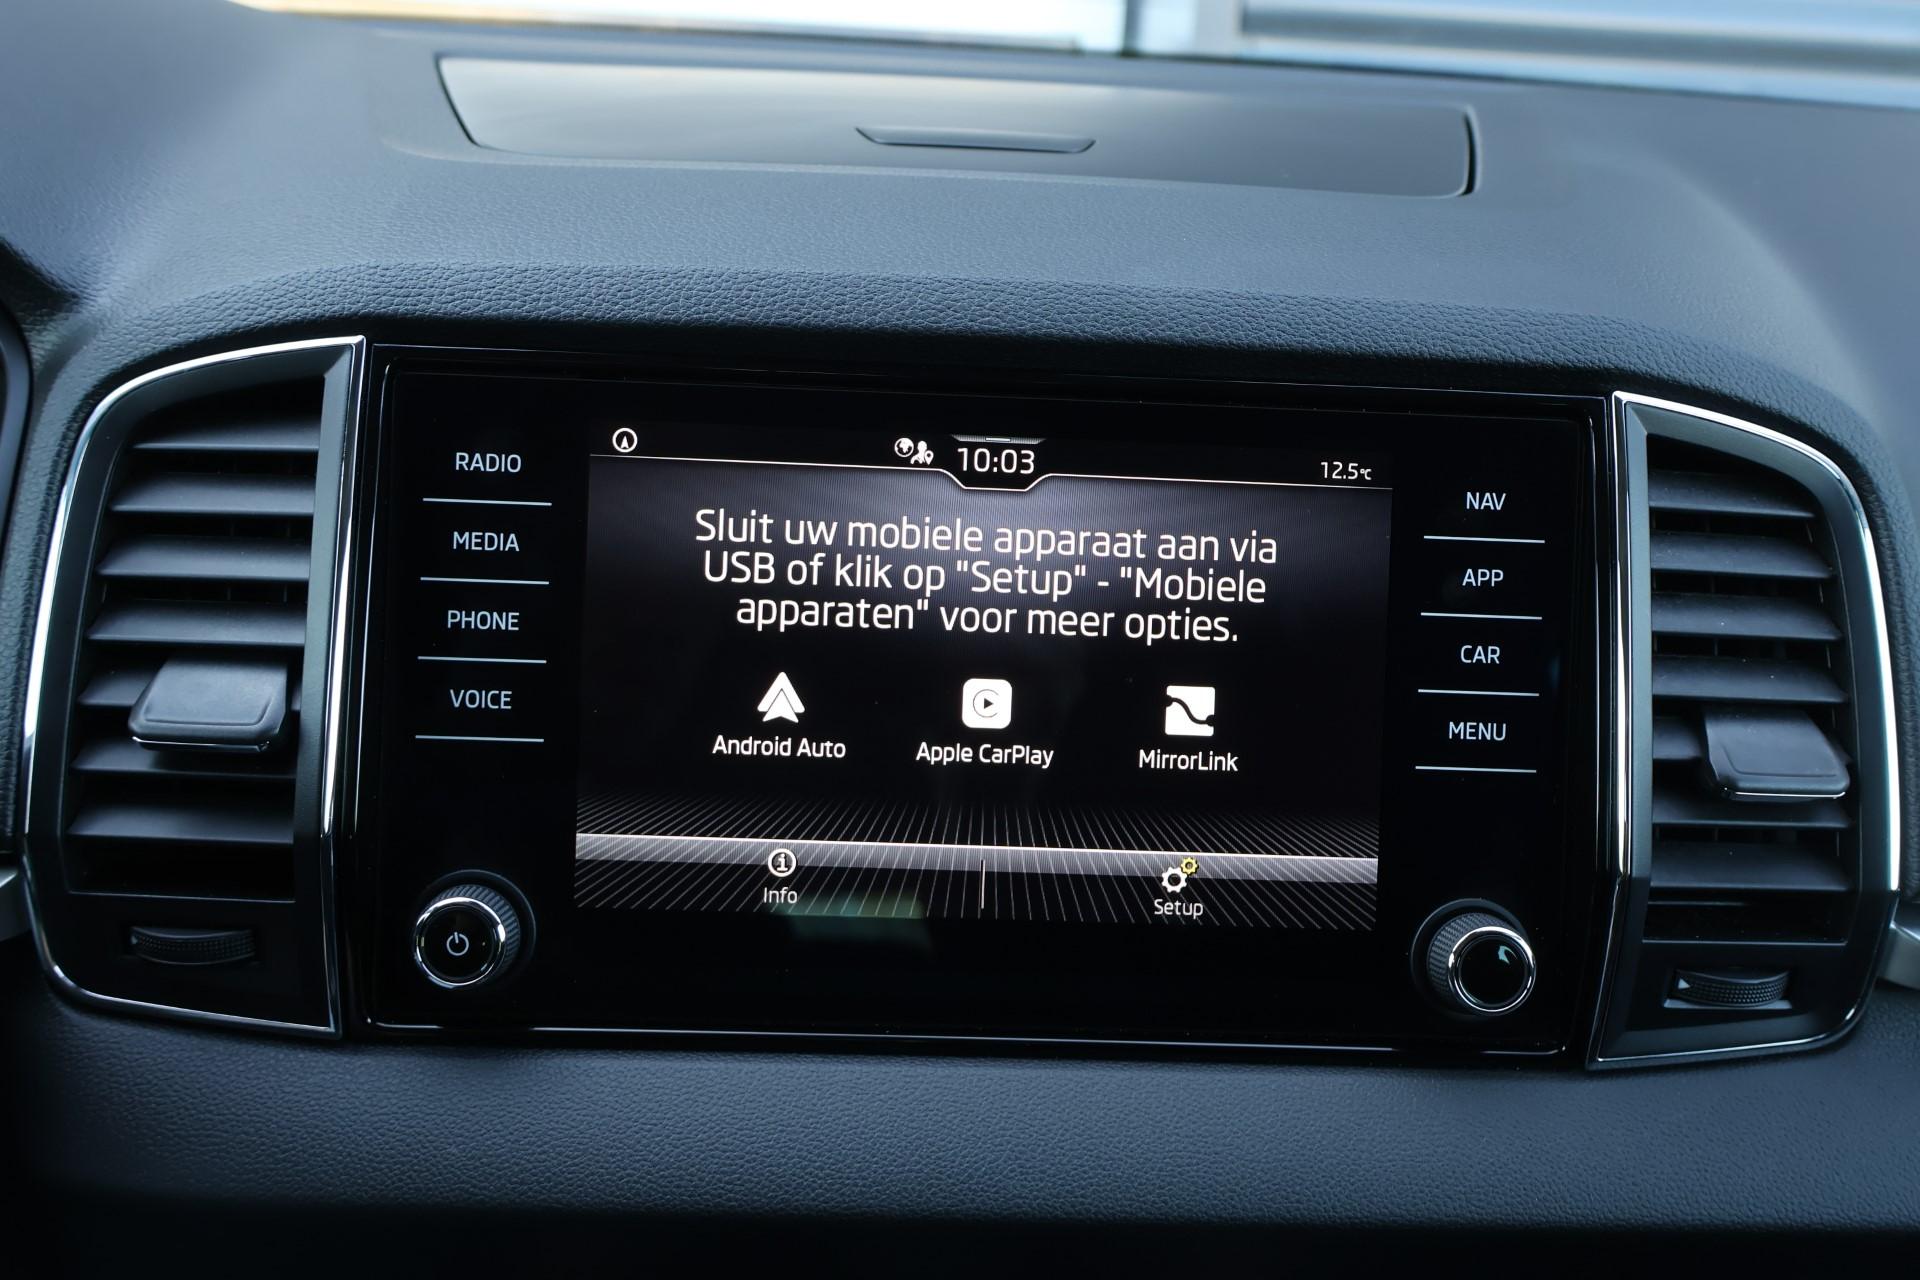 10:03
12.5°C
RADIO
MEDIA
PHONE
VOICE
Sluit uw mobiele apparaat aan via
USB of klik op "Setup" - "Mobiele
apparaten" voor meer opties.
Android Auto
Apple CarPlay
MirrorLink
Info
Setup
NAV
APP
CAR
MENU